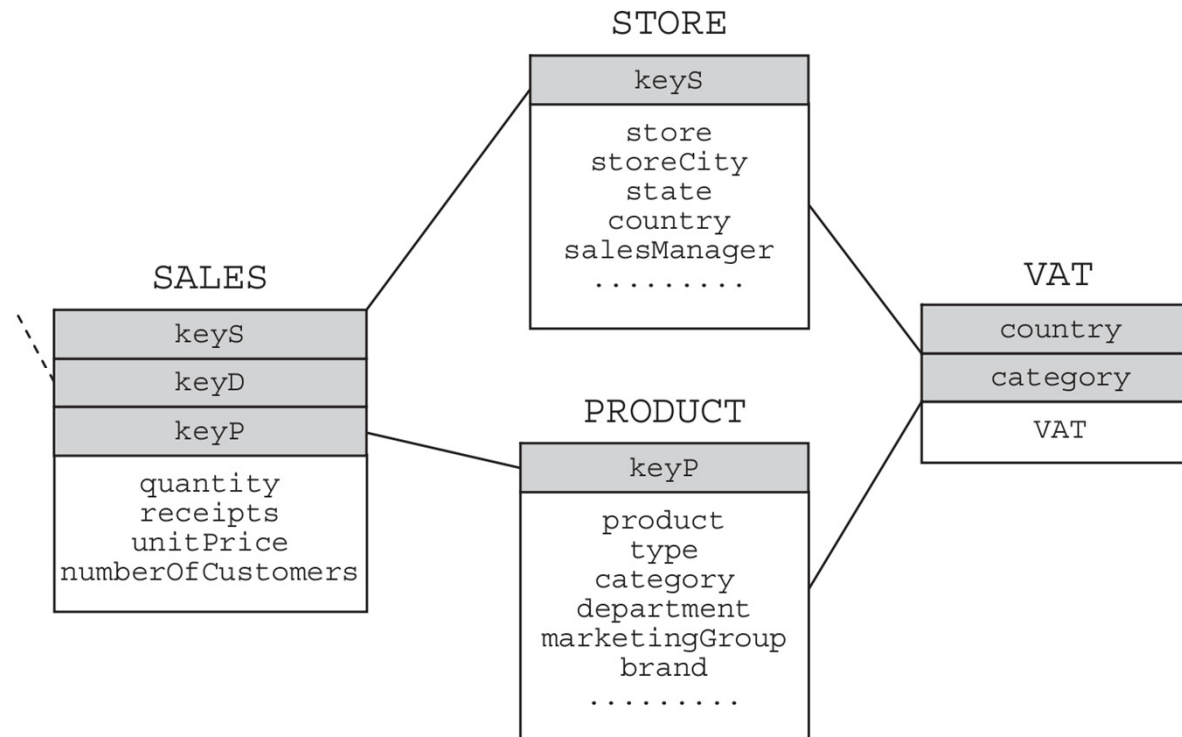 STORE
keyS
store
storeCity
state
country
salesManager
.........
SALES
keyS
keyD
keyP
quantity
receipts
unitPrice
numberOfCustomers
PRODUCT
keyP
product
type
category
department
marketingGroup
brand
.........
VAT
country
category
VAT